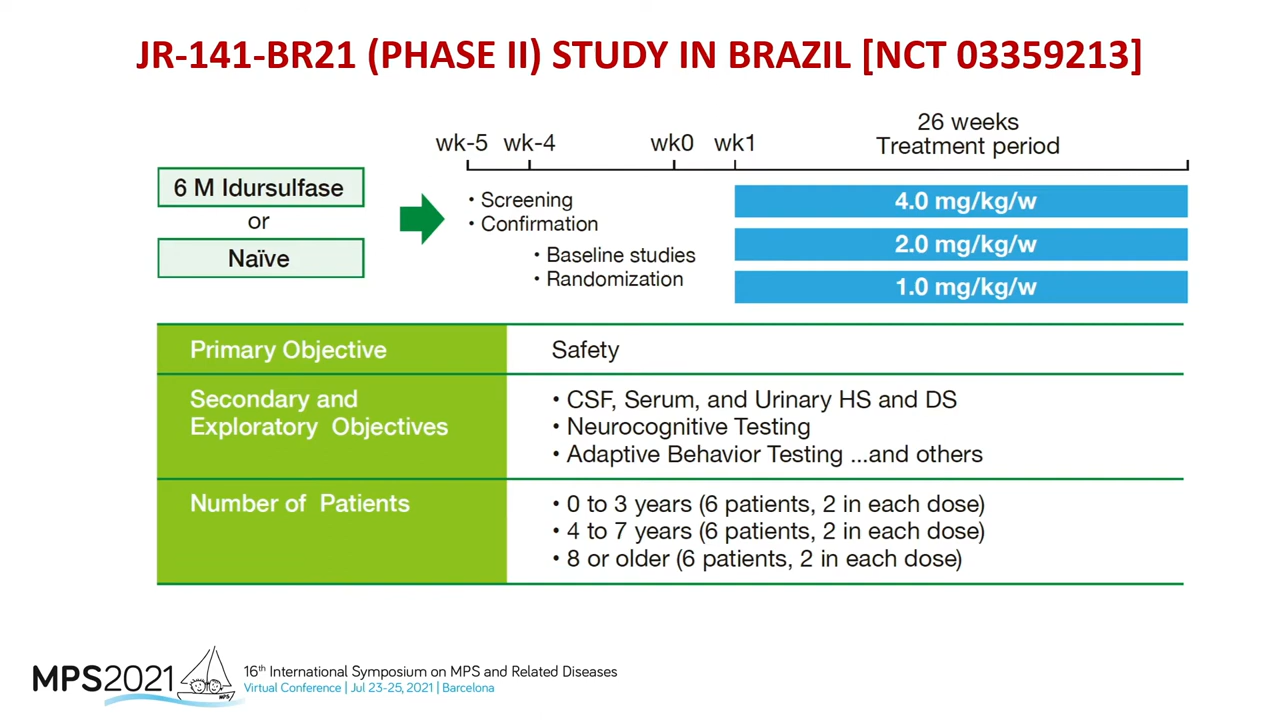 JR-141-BR21 (PHASE II) STUDY IN BRAZIL [NCT 03359213]
26 weeks
wk-5 wk-4 wk0 wk1 Treatment period
6 M Idursulfase
or
Naïve
• Screening
• Confirmation
• Baseline studies
• Randomization
4.0 mg/kg/w
2.0 mg/kg/w
1.0 mg/kg/w
Primary Objective
Safety
Secondary and
Exploratory Objectives
• CSF, Serum, and Urinary HS and DS
• Neurocognitive Testing
• Adaptive Behavior Testing ...and others
Number of Patients
• 0 to 3 years (6 patients, 2 in each dose)
• 4 to 7 years (6 patients, 2 in each dose)
• 8 or older (6 patients, 2 in each dose)
MPS2021
MPS
16th International Symposium on MPS and Related Diseases
Virtual Conference | Jul 23-25, 2021 | Barcelona